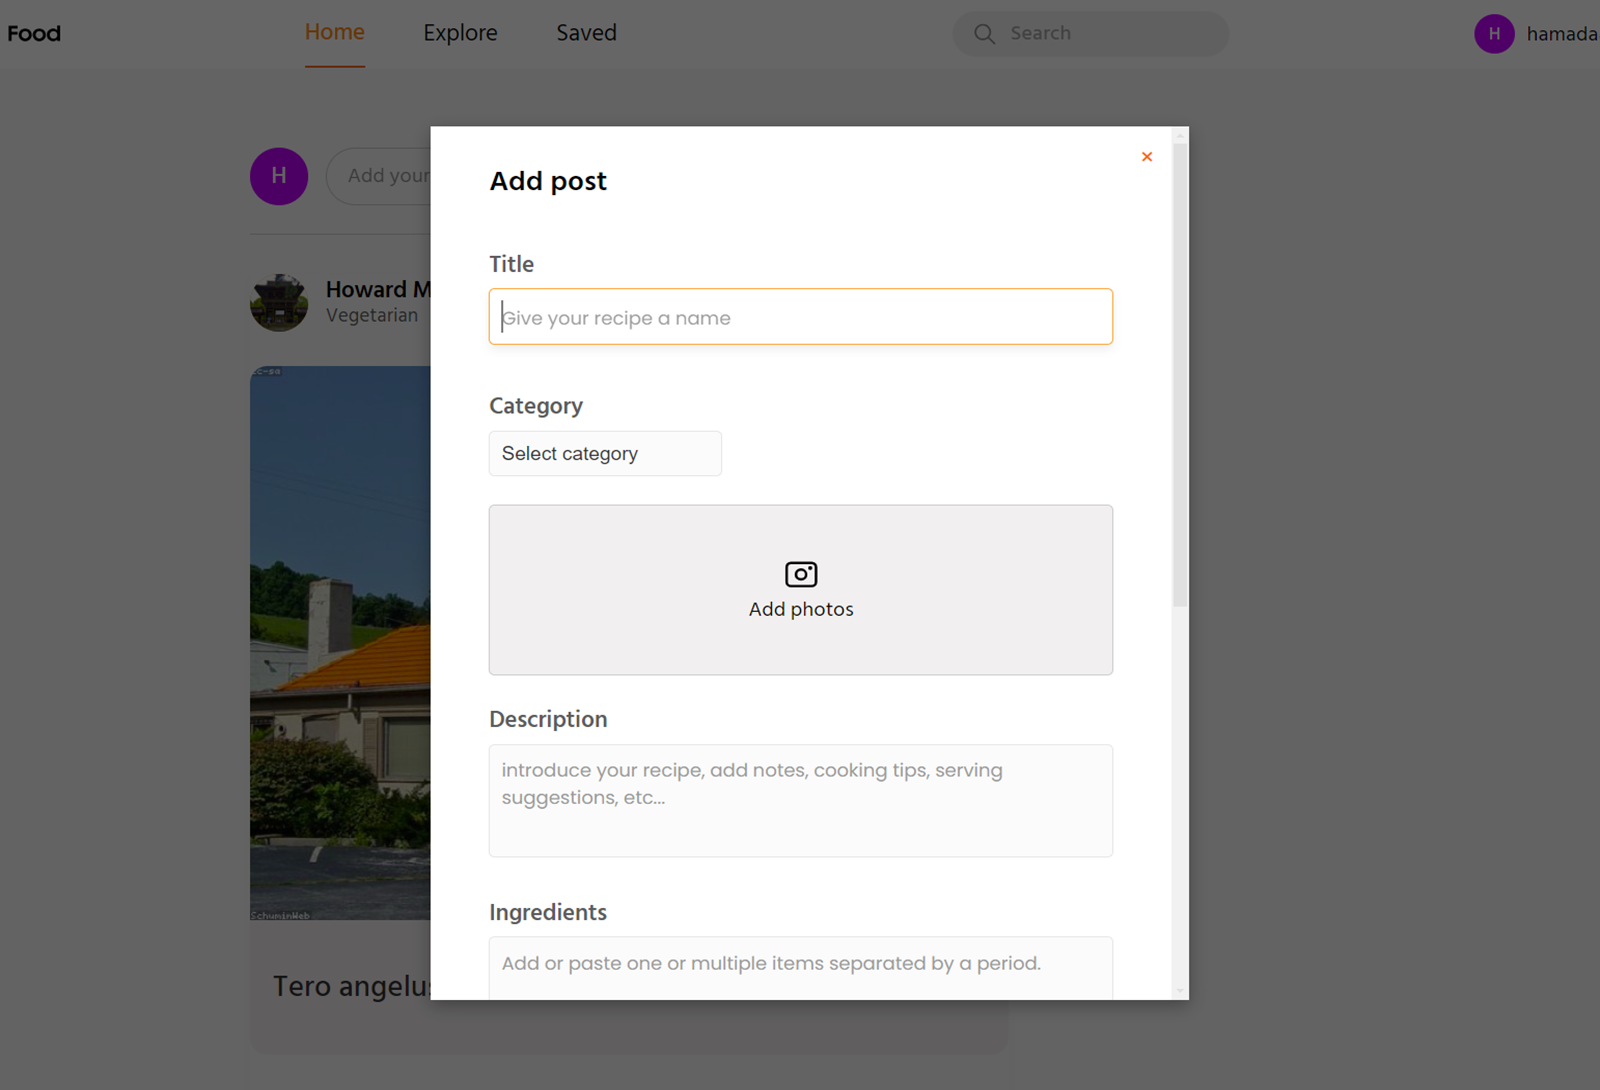 Food
Home
Explore
Saved
Search
H
hamada
H
Add your
Howard M
Vegetarian
cc-sa
SchuminWeb
Tero angelus
Add post
×
Title
Give your recipe a name
Category
Select category
Add photos
Description
introduce your recipe, add notes, cooking tips, serving
suggestions, etc...
Ingredients
Add or paste one or multiple items separated by a period.